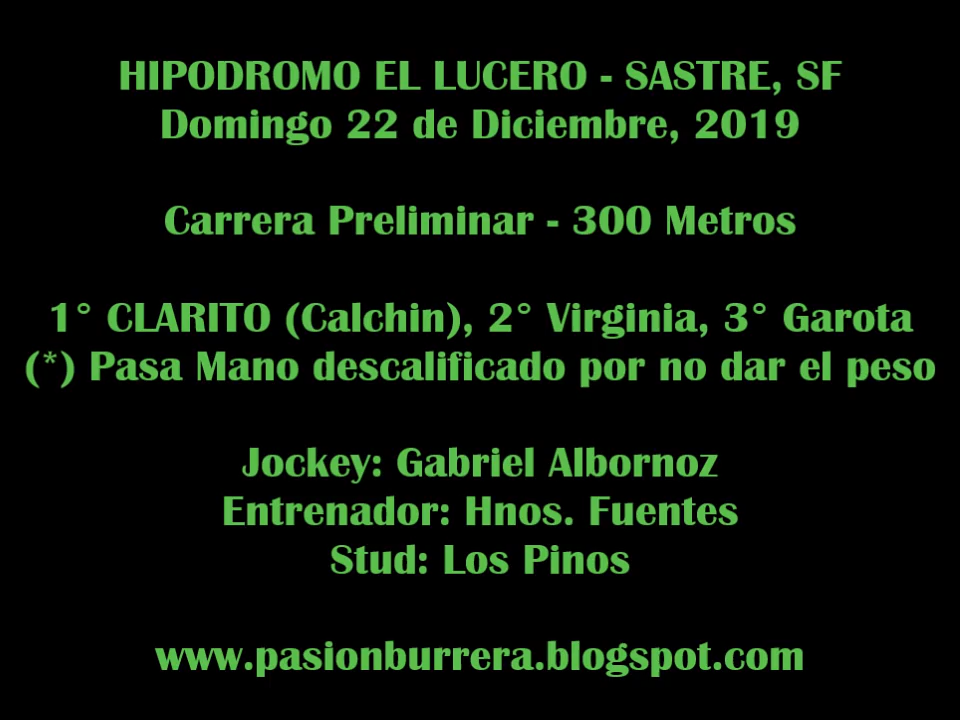 HIPODROMO EL LUCERO - SASTRE, SF
Domingo 22 de Diciembre, 2019
Carrera Preliminar - 300 Metros
1° CLARITO (Calchin), 2° Virginia, 3° Garota
(*) Pasa Mano descalificado por no dar el peso
Jockey: Gabriel Albornoz
Entrenador: Hnos. Fuentes
Stud: Los Pinos
www.pasionburrera.blogspot.com